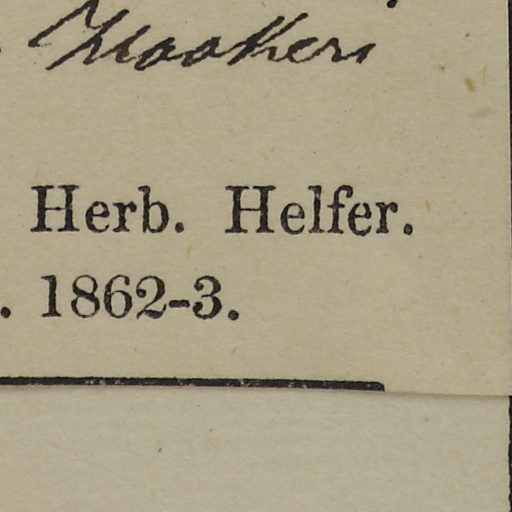 Hookeri
Herb. Helfer.
. 1862-3.